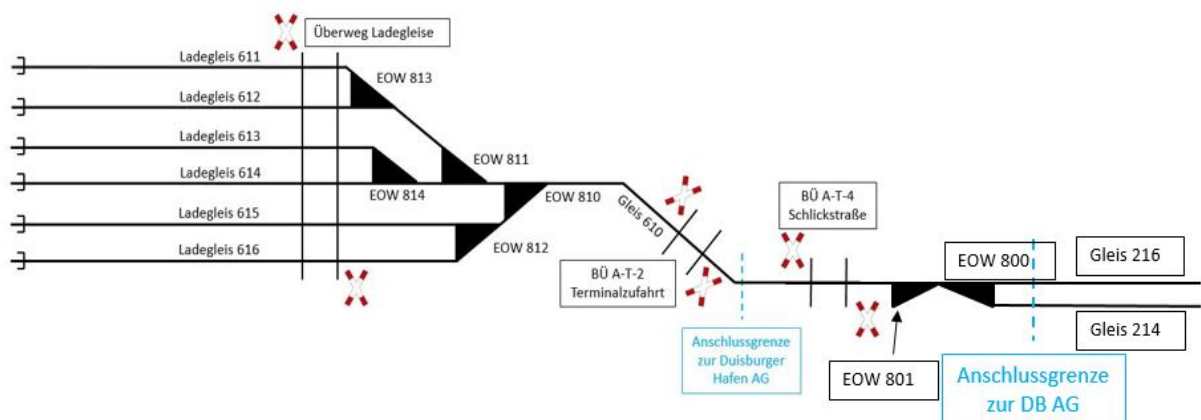 Überweg Ladegleise
Ladegleis 611
EOW 813
Ladegleis 612
Ladegleis 613
EOW 811
Ladegleis 614
EOW 814
EOW 810
Ladegleis 615
Gleis 610
Ladegleis 616
EOW 812
BÜ A-T-2
Terminalzufahrt
BÜ A-T-4
Schlickstraße
EOW 800
Gleis 216
Gleis 214
EOW 801
Anschlussgrenze
zur Duisburger
Hafen AG
Anschlussgrenze
zur DB AG